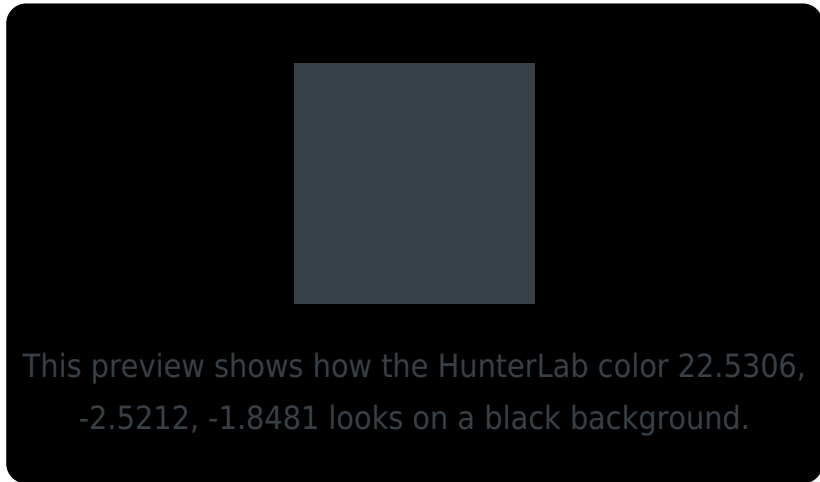 This preview shows how the HunterLab color 22.5306,
-2.5212, -1.8481 looks on a black background.